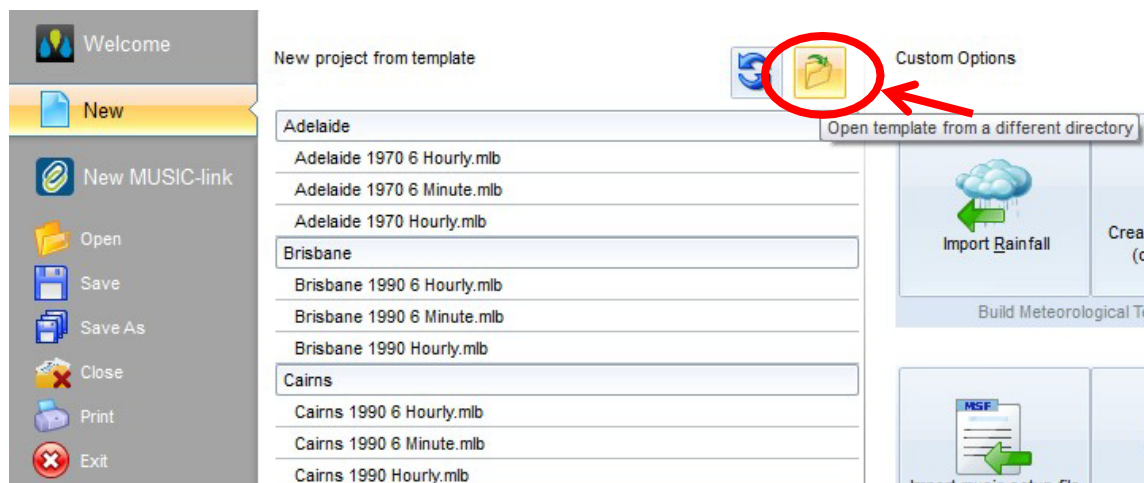 Welcome
New
New MUSIC-link
Open
Save
Save As
Close
Print
Exit
New project from template
Adelaide
Adelaide 1970 6 Hourly.mlb
Adelaide 1970 6 Minute.mlb
Adelaide 1970 Hourly.mlb
Brisbane
Brisbane 1990 6 Hourly.mlb
Brisbane 1990 6 Minute.mlb
Brisbane 1990 Hourly.mlb
Cairns
Cairns 1990 6 Hourly.mlb
Cairns 1990 6 Minute.mlb
Cairns 1990 Hourly.mlb
Custom Options
Open template from a different directory
Import Rainfall
Crea
(c
Build Meteorological T
MSF